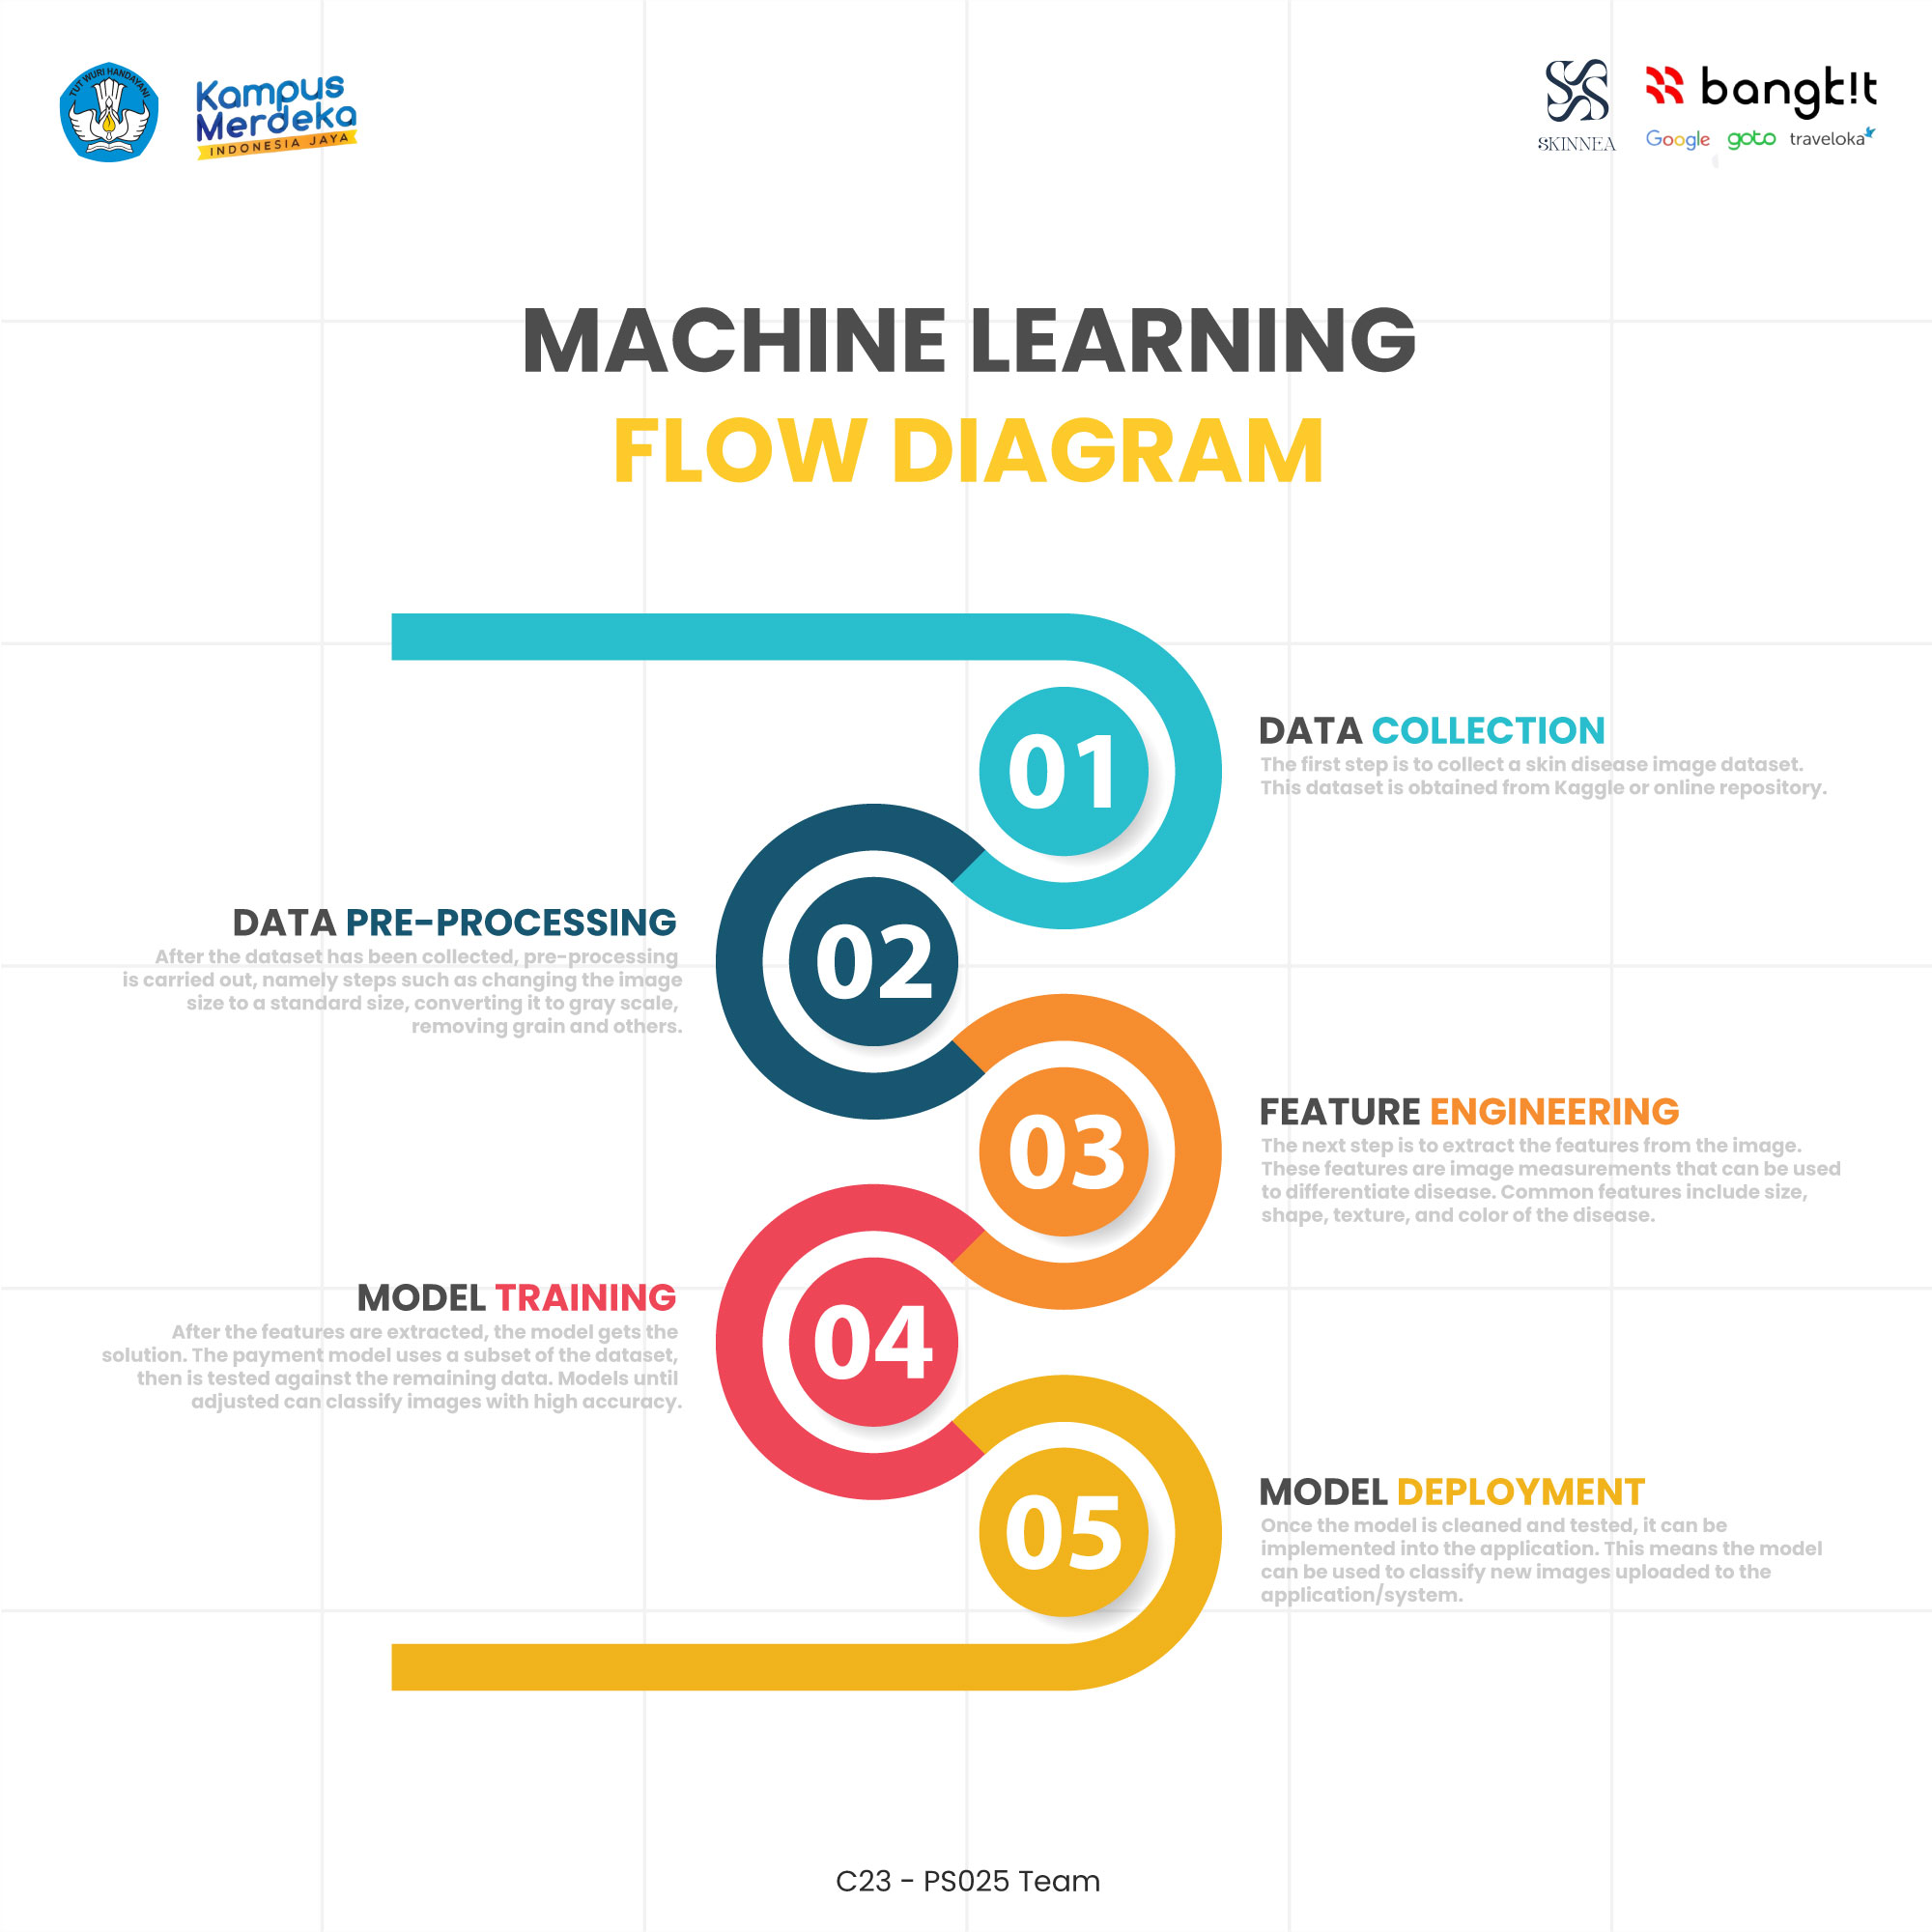 TUT WURI HANDAYANI
Kampus
Merdeka
INDONESIA JAYA
SKINNEA
bangk!t
Google goto traveloka
MACHINE LEARNING
FLOW DIAGRAM
01
DATA COLLECTION
The first step is to collect a skin disease image dataset.
This dataset is obtained from Kaggle or online repository.
02
DATA PRE-PROCESSING
After the dataset has been collected, pre-processing
is carried out, namely steps such as changing the image
size to a standard size, converting it to gray scale,
removing grain and others.
03
FEATURE ENGINEERING
The next step is to extract the features from the image.
These features are image measurements that can be used
to differentiate disease. Common features include size,
shape, texture, and color of the disease.
04
MODEL TRAINING
After the features are extracted, the model gets the
solution. The payment model uses a subset of the dataset,
then is tested against the remaining data. Models until
adjusted can classify images with high accuracy.
05
MODEL DEPLOYMENT
Once the model is cleaned and tested, it can be
implemented into the application. This means the model
can be used to classify new images uploaded to the
application/system.
C23 - PS025 Team